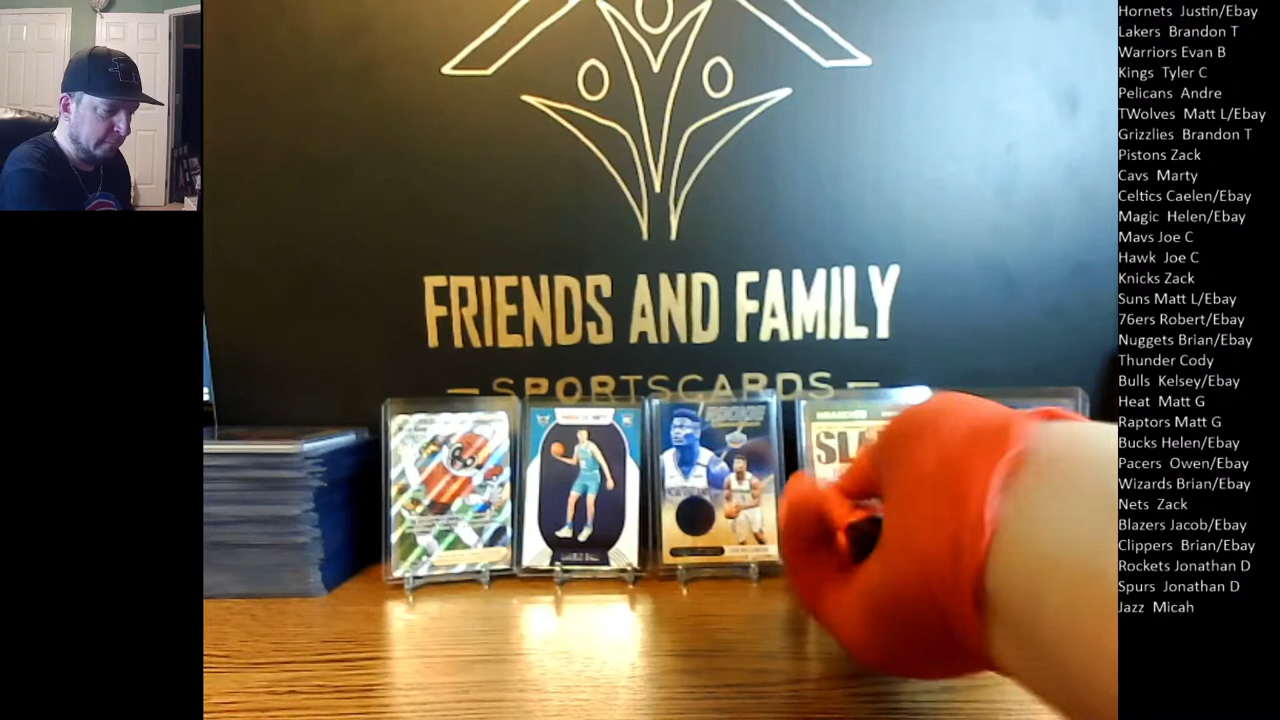 Hornets Justin/Ebay
Lakers Brandon T
Warriors Evan B
Kings Tyler C
Pelicans Andre
TWolves Matt L/Ebay
Grizzlies Brandon T
Pistons Zack
Cavs Marty
Celtics Caelen/Ebay
Magic Helen/Ebay
Mavs Joe C
Hawk Joe C
Knicks Zack
Suns Matt L/Ebay
76ers Robert/Ebay
Nuggets Brian/Ebay
Thunder Cody
Bulls Kelsey/Ebay
Heat Matt G
Raptors Matt G
Bucks Helen/Ebay
Pacers Owen/Ebay
Wizards Brian/Ebay
Nets Zack
Blazers Jacob/Ebay
Clippers Brian/Ebay
Rockets Jonathan D
Spurs Jonathan D
Jazz Micah
FRIENDS AND FAMILY
SPORTSCARDS